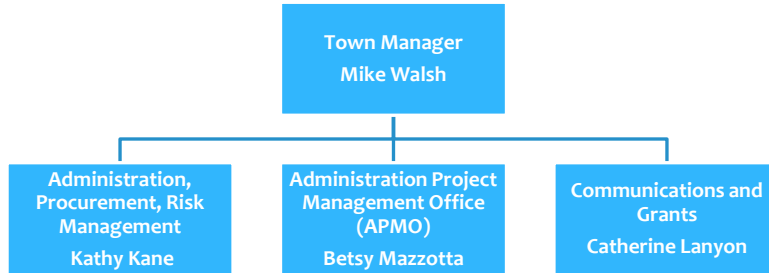 Town Manager
Mike Walsh
Administration,
Procurement, Risk
Management
Kathy Kane
Administration Project
Management Office
(APMO)
Betsy Mazzotta
Communications and
Grants
Catherine Lanyon